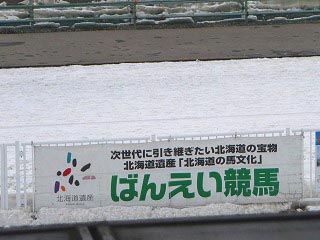 次世代に引き継ぎたい北海道の宝物
北海道遺産「北海道の馬文化」
ばんえい競馬
北海道遺産